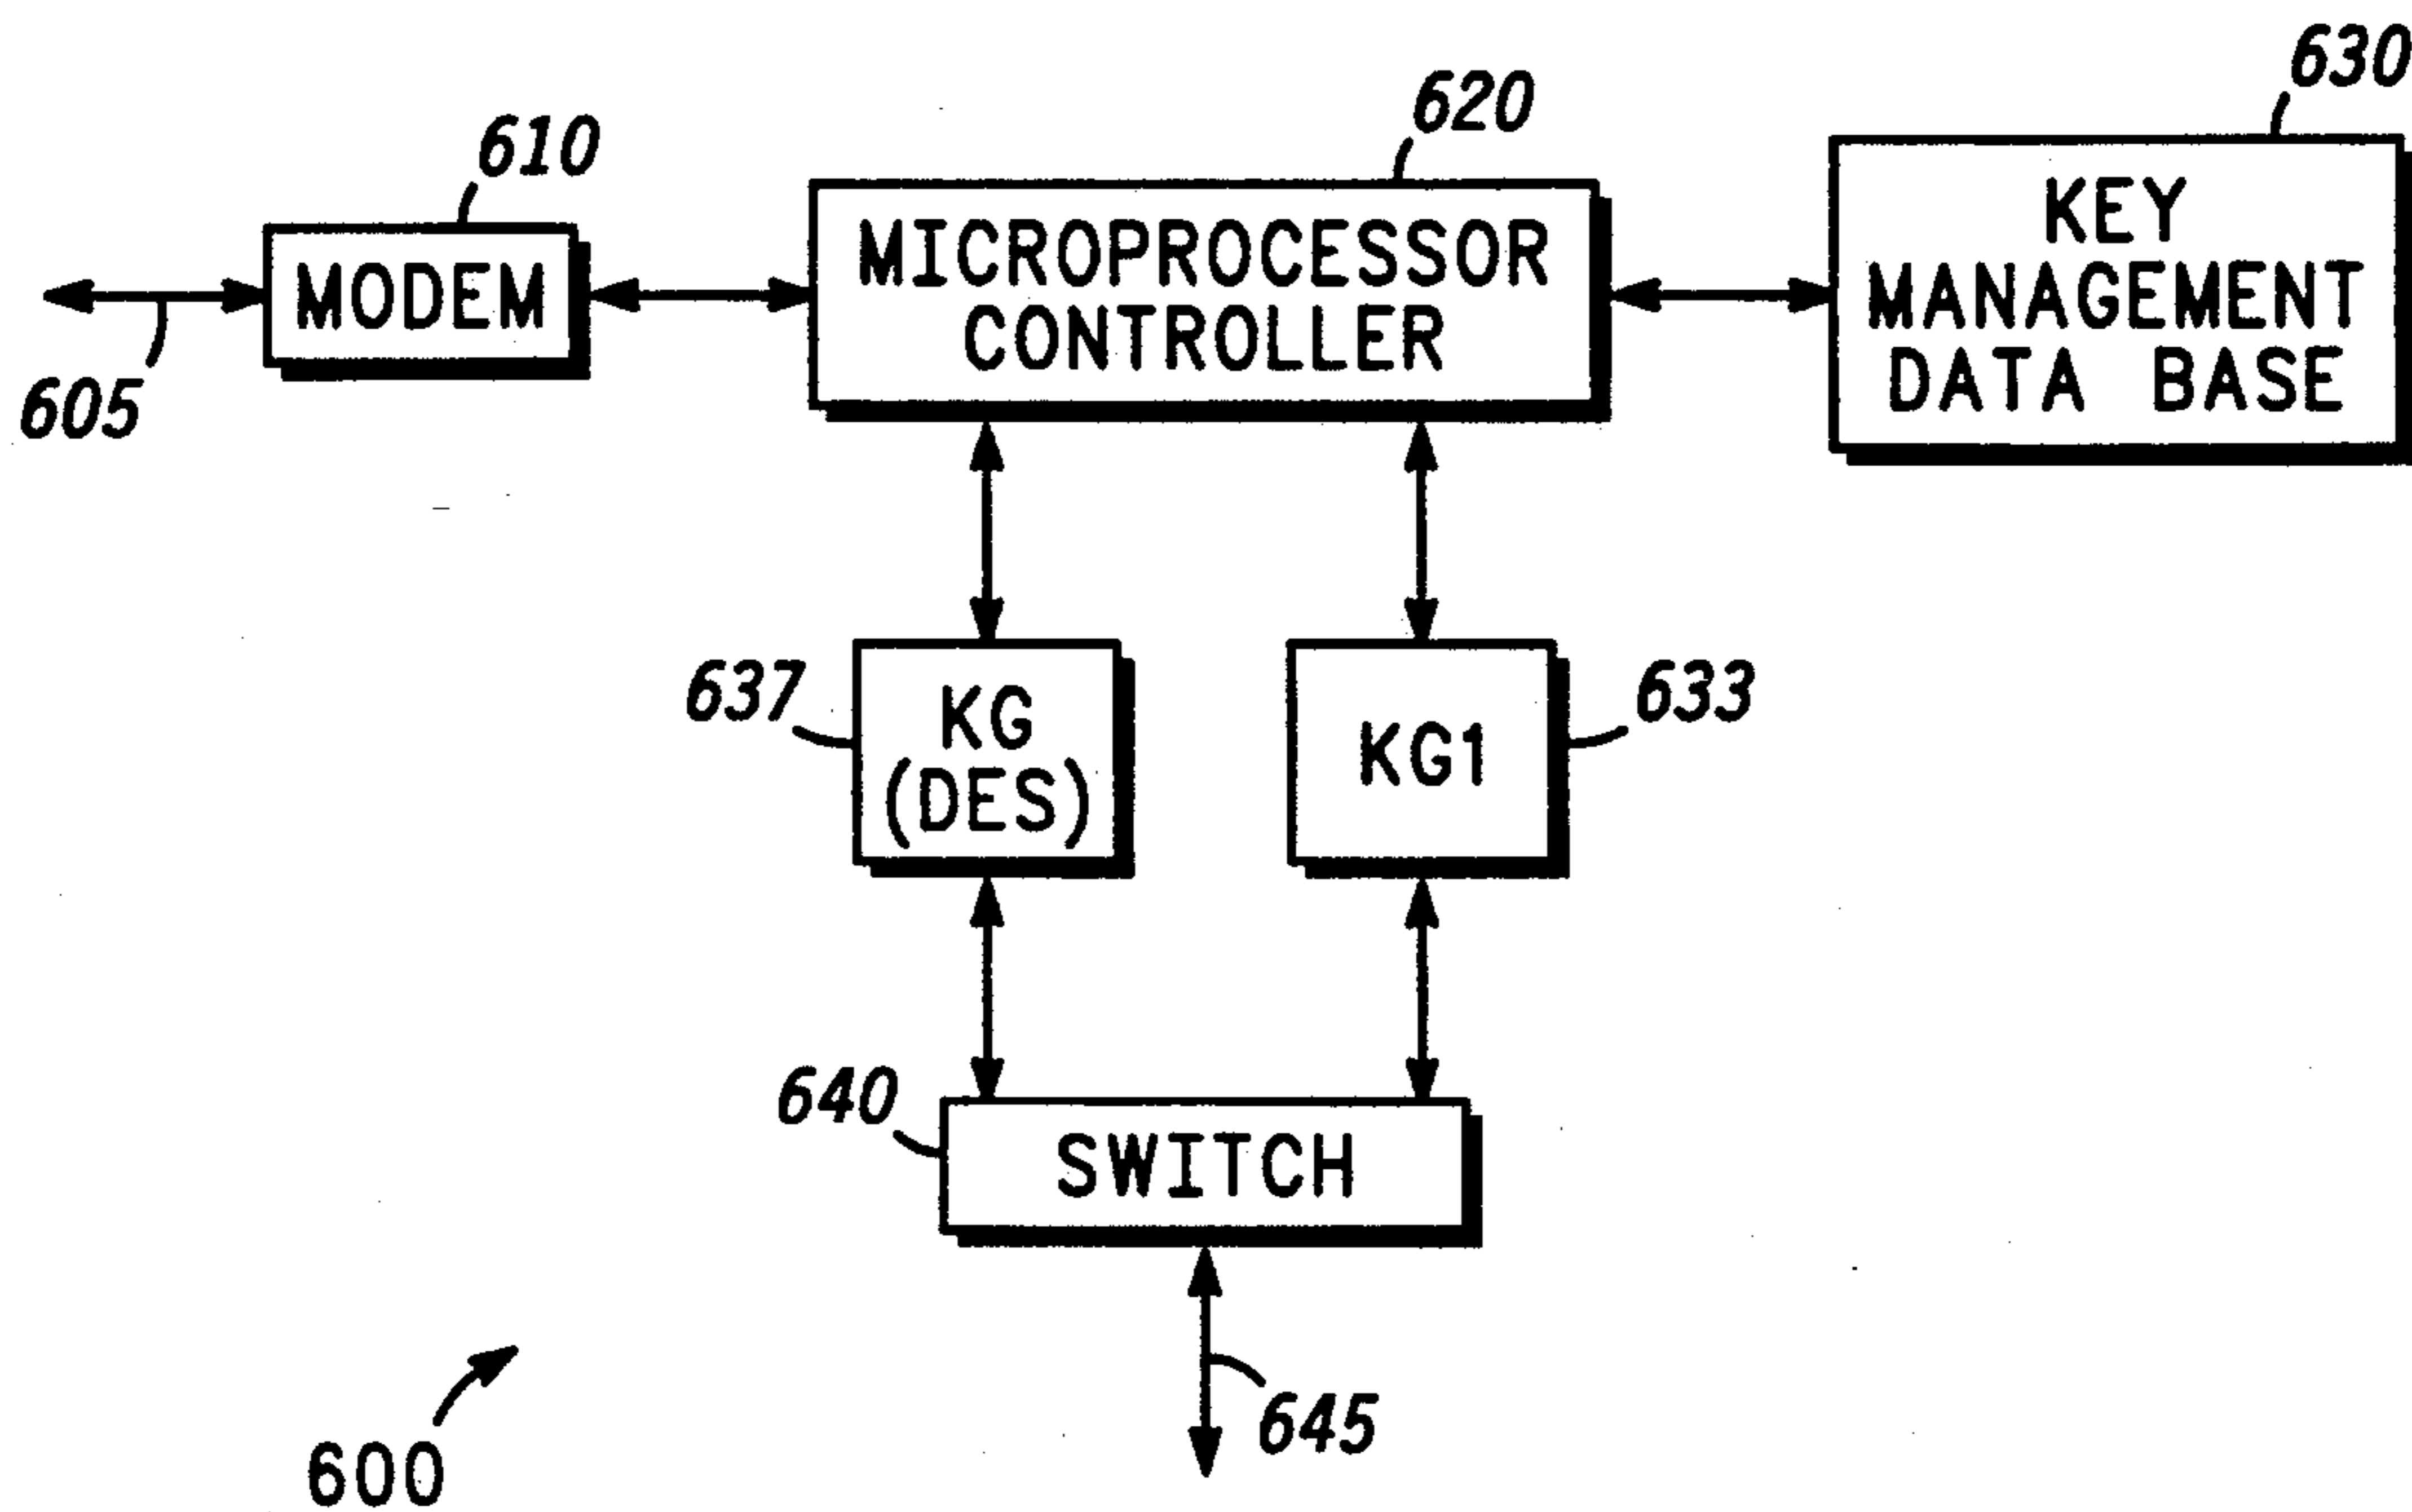 630
620
610
KEY
MANAGEMENT
DATA BASE
MICROPROCESSOR
CONTROLLER
MODEM
605
637
KG
(DES)
KG1
633
640
SWITCH
645
600